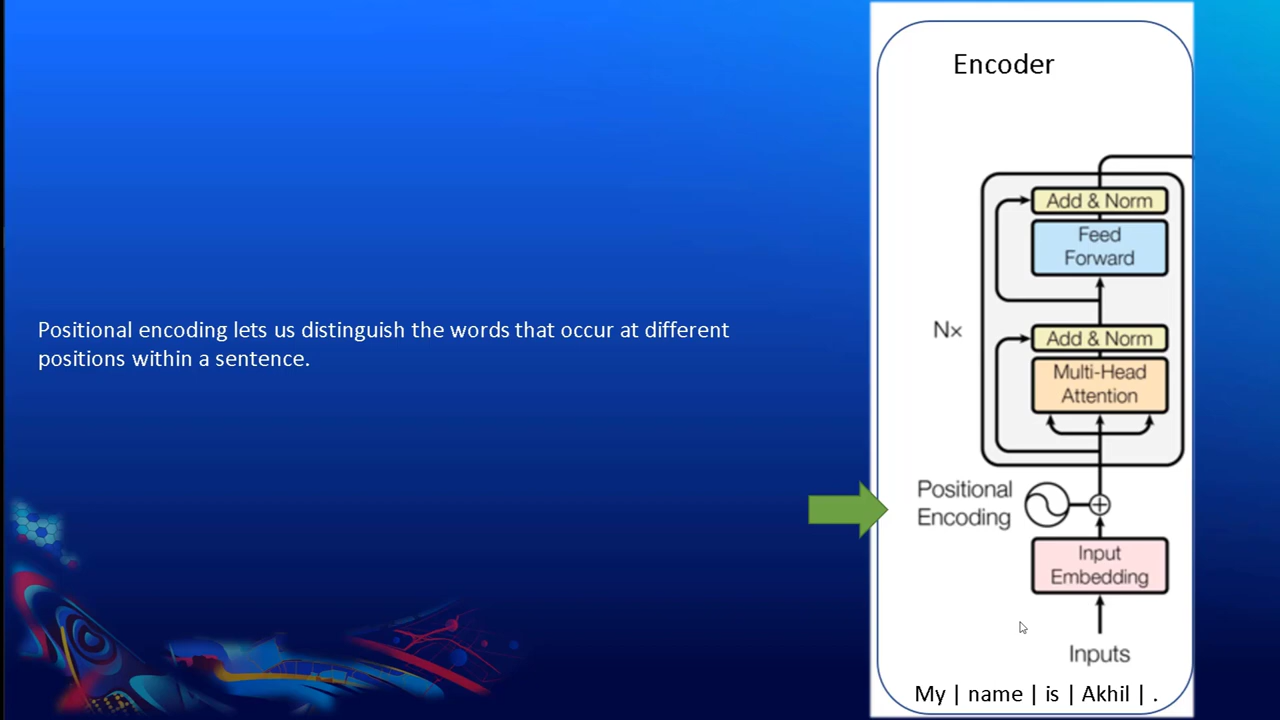 Positional encoding lets us distinguish the words that occur at different
positions within a sentence.
Encoder
Add & Norm
Feed
Forward
Nx
Add & Norm
Multi-Head
Attention
Positional
Encoding
Input
Embedding
Inputs
My | name | is | Akhil | .